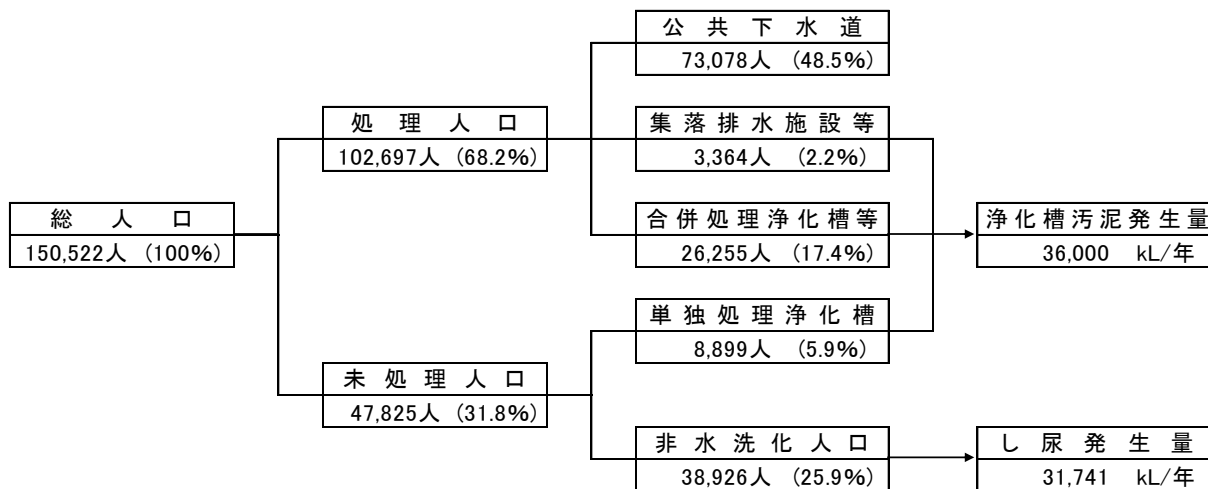 公共下水道
73,078人 (48.5%)
処理人口
102,697人 (68.2%)
集落排水施設等
3,364人 (2.2%)
総人口
150,522人 (100%)
合併処理浄化槽等
26,255人 (17.4%)
浄化槽汚泥発生量
36,000 kL/年
単独処理浄化槽
8,899人 (5.9%)
未処理人口
47,825人 (31.8%)
非水洗化人口
38,926人 (25.9%)
し尿発生量
31,741 kL/年